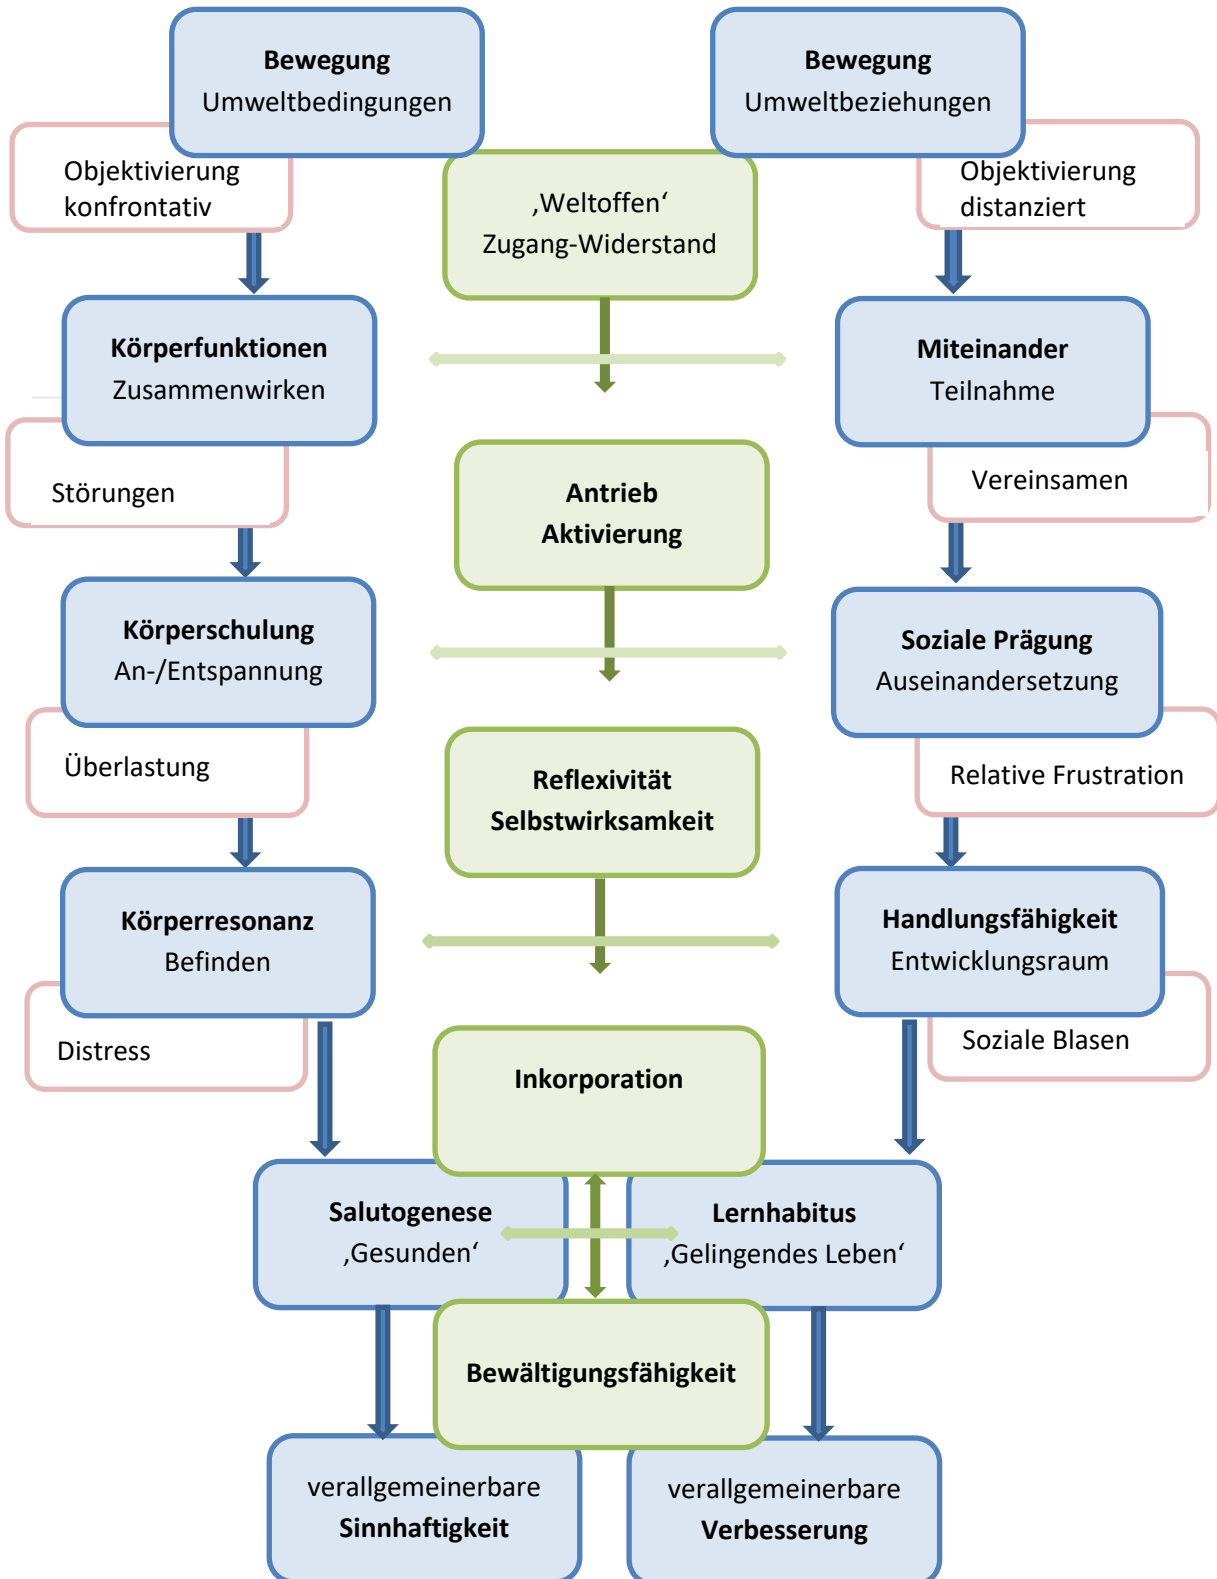 Bewegung
Umweltbedingungen
Bewegung
Umweltbeziehungen
Objektivierung
konfrontativ
‚Weltoffen‘
Zugang-Widerstand
Objektivierung
distanziert
Körperfunktionen
Zusammenwirken
Miteinander
Teilnahme
Störungen
Antrieb
Aktivierung
Vereinsamen
Körperschulung
An-/Entspannung
Soziale Prägung
Auseinandersetzung
Überlastung
Reflexivität
Selbstwirksamkeit
Relative Frustration
Körperresonanz
Befinden
Handlungsfähigkeit
Entwicklungsraum
Distress
Inkorporation
Soziale Blasen
Salutogenese
‚Gesunden‘
Lernhabitus
‚Gelingendes Leben‘
Bewältigungsfähigkeit
verallgemeinerbare
Sinnhaftigkeit
verallgemeinerbare
Verbesserung